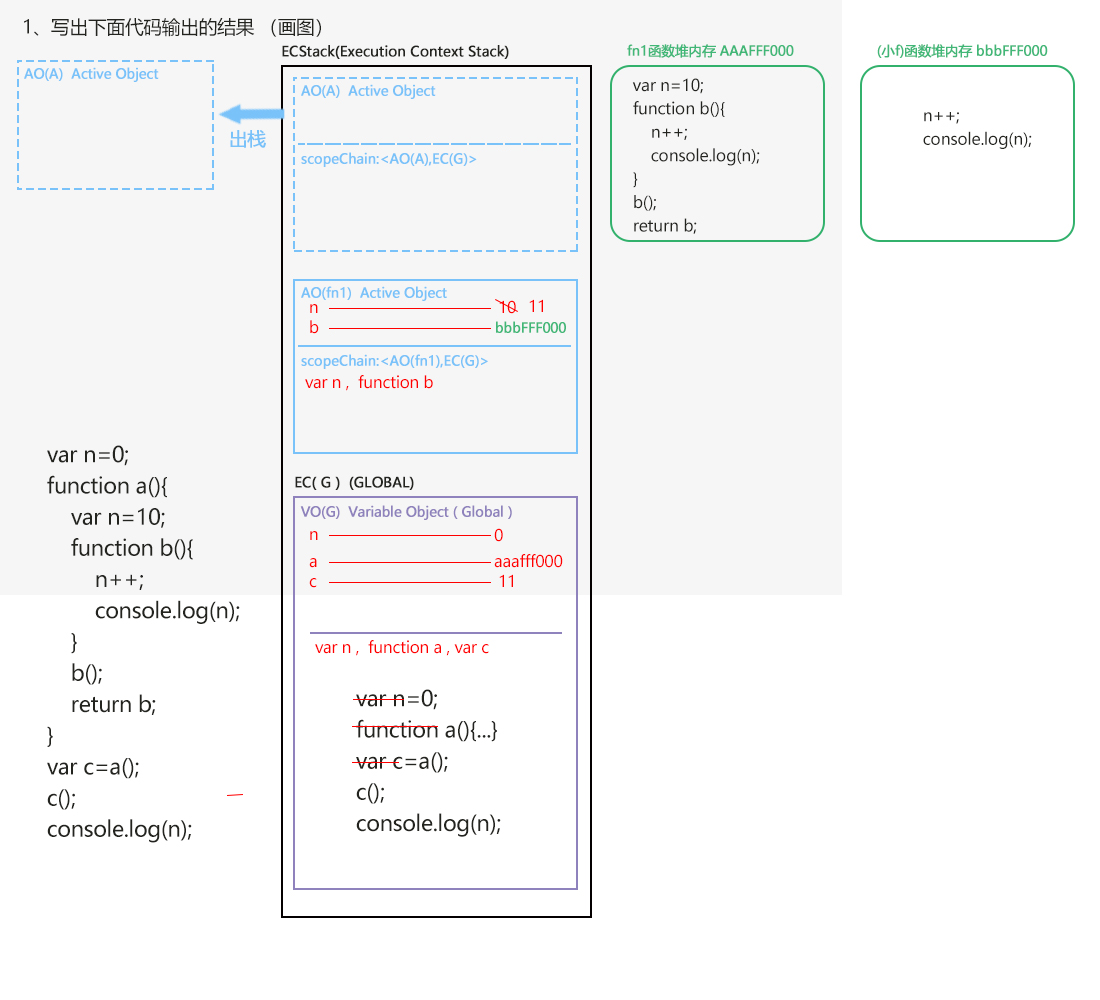 1、写出下面代码输出的结果 （画图）
AO(A)  Active Object
出栈
ECStack(Execution Context Stack)
AO(A)  Active Object
scopeChain:<AO(A),EC(G)>
AO(fn1)  Active Object
n 10 11
b bbbFFF000
scopeChain:<AO(fn1),EC(G)>
var n ,  function b
EC( G )  (GLOBAL)
VO(G)  Variable Object ( Global )
n 0
a aaafff000
c 11
var n ,  function a , var c
var n=0;
function a(){...}
var c=a();
c();
console.log(n);
fn1函数堆内存 AAAFFF000
var n=10;
function b(){
n++;
console.log(n);
}
b();
return b;
(小f)函数堆内存 bbbFFF000
n++;
console.log(n);
var n=0;
function a(){
var n=10;
function b(){
n++;
console.log(n);
}
b();
return b;
}
var c=a();
c();
console.log(n);